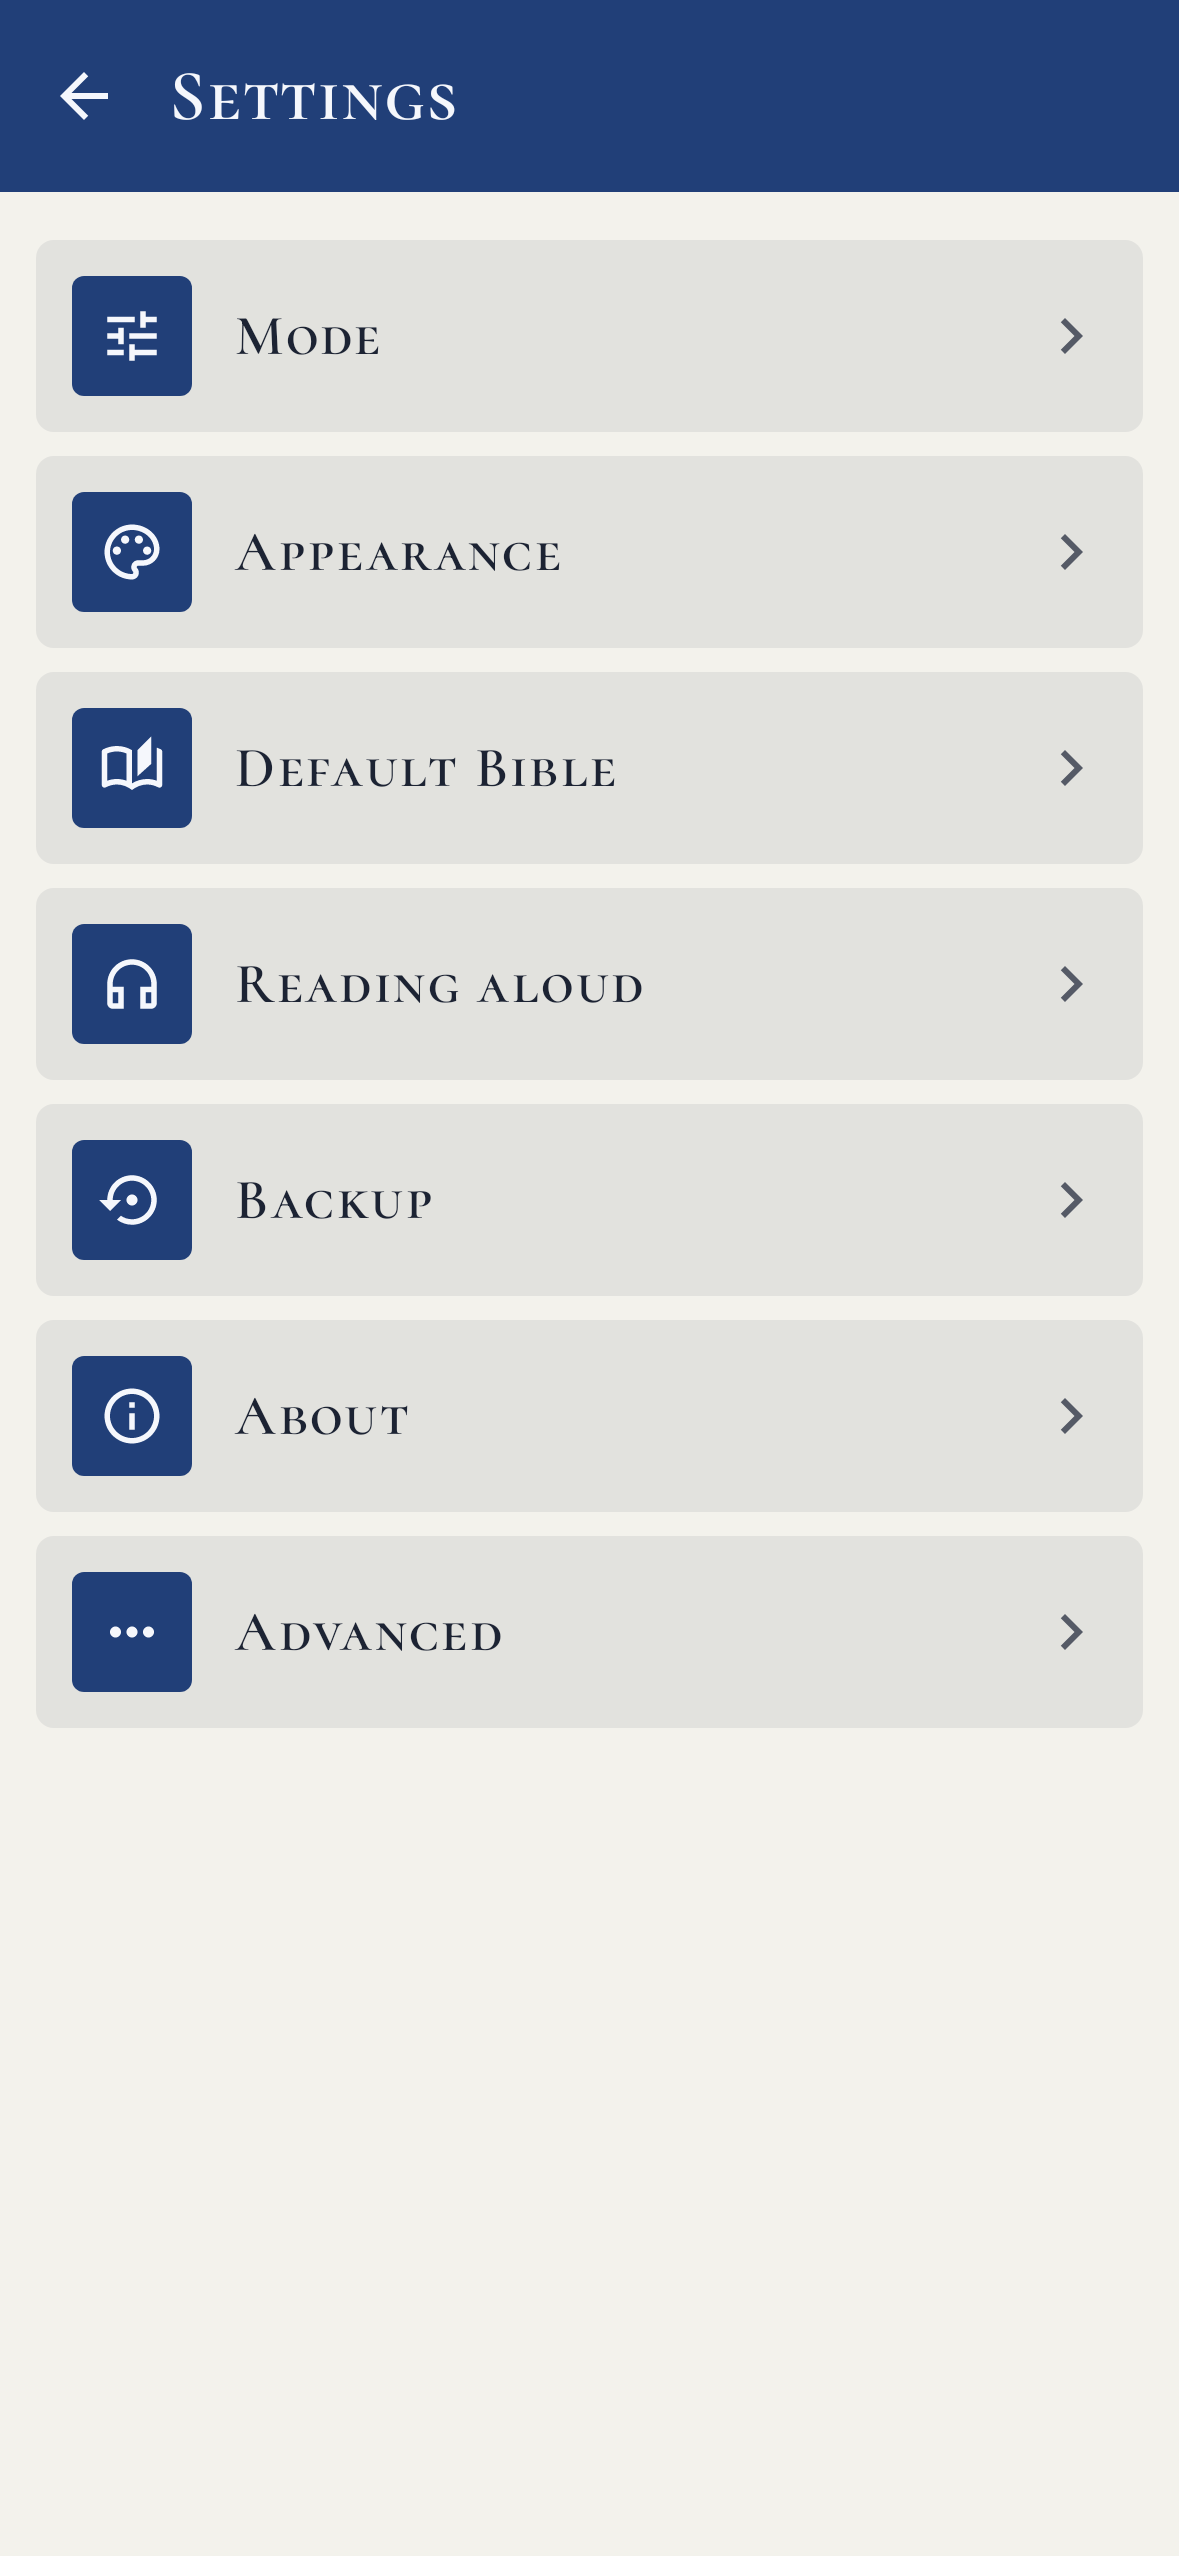 Settings
Mode
Appearance
Default Bible
Reading aloud
Backup
About
Advanced